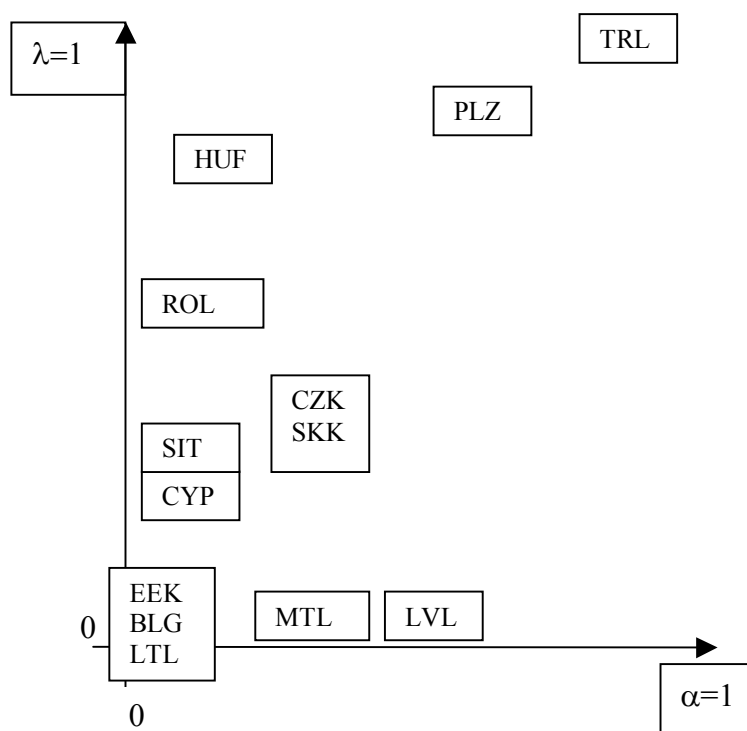 TRL
λ=1
PLZ
HUF
ROL
CZK
SKK
SIT
CYP
EEK
BLG
LTL
MTL
LVL
0
α=1
0